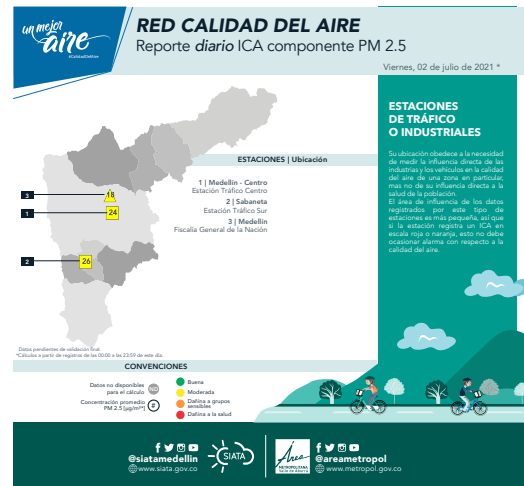 un mejor
aire
#CalidadDelAire
RED CALIDAD DEL AIRE
Reporte diario ICA componente PM 2.5
Viernes, 02 de julio de 2021 *
ESTACIONES | Ubicación
1 | Medellín - Centro
Estación Tráfico Centro
2 | Sabaneta
Estación Tráfico Sur
3 | Medellín
Fiscalia General de la Nación
3
18
1
24
2
26
ESTACIONES
DE TRÁFICO
O INDUSTRIALES
Su ubicación obedece a la necesidad
de medir la influencia directa de las
industrias y los vehículos en la calidad
del aire de una zona en particular,
mas no de su influencia directa a la
salud de la población.
El área de influencia de los datos
registrados por este tipo de
estaciones es más pequeña, así que
si la estación registra un ICA en
escala roja o naranja, esto no debe
ocasionar alarma con respecto a la
calidad del aire.
Datos pendientes de validación final.
*Cálculos a partir de registros de las 00:00 a las 23:59 de este día.
CONVENCIONES
Datos no disponibles
para el cálculo
ND
Concentración promedio
PM 2.5 [µg/m³*]
#
Buena
Moderada
Dañina a grupos
sensibles
Dañina a la salud
@siatamedellin
www.siata.gov.co
SIATA
Área
METROPOLITANA
Valle de Aburrá
@areametropol
www.metropol.gov.co